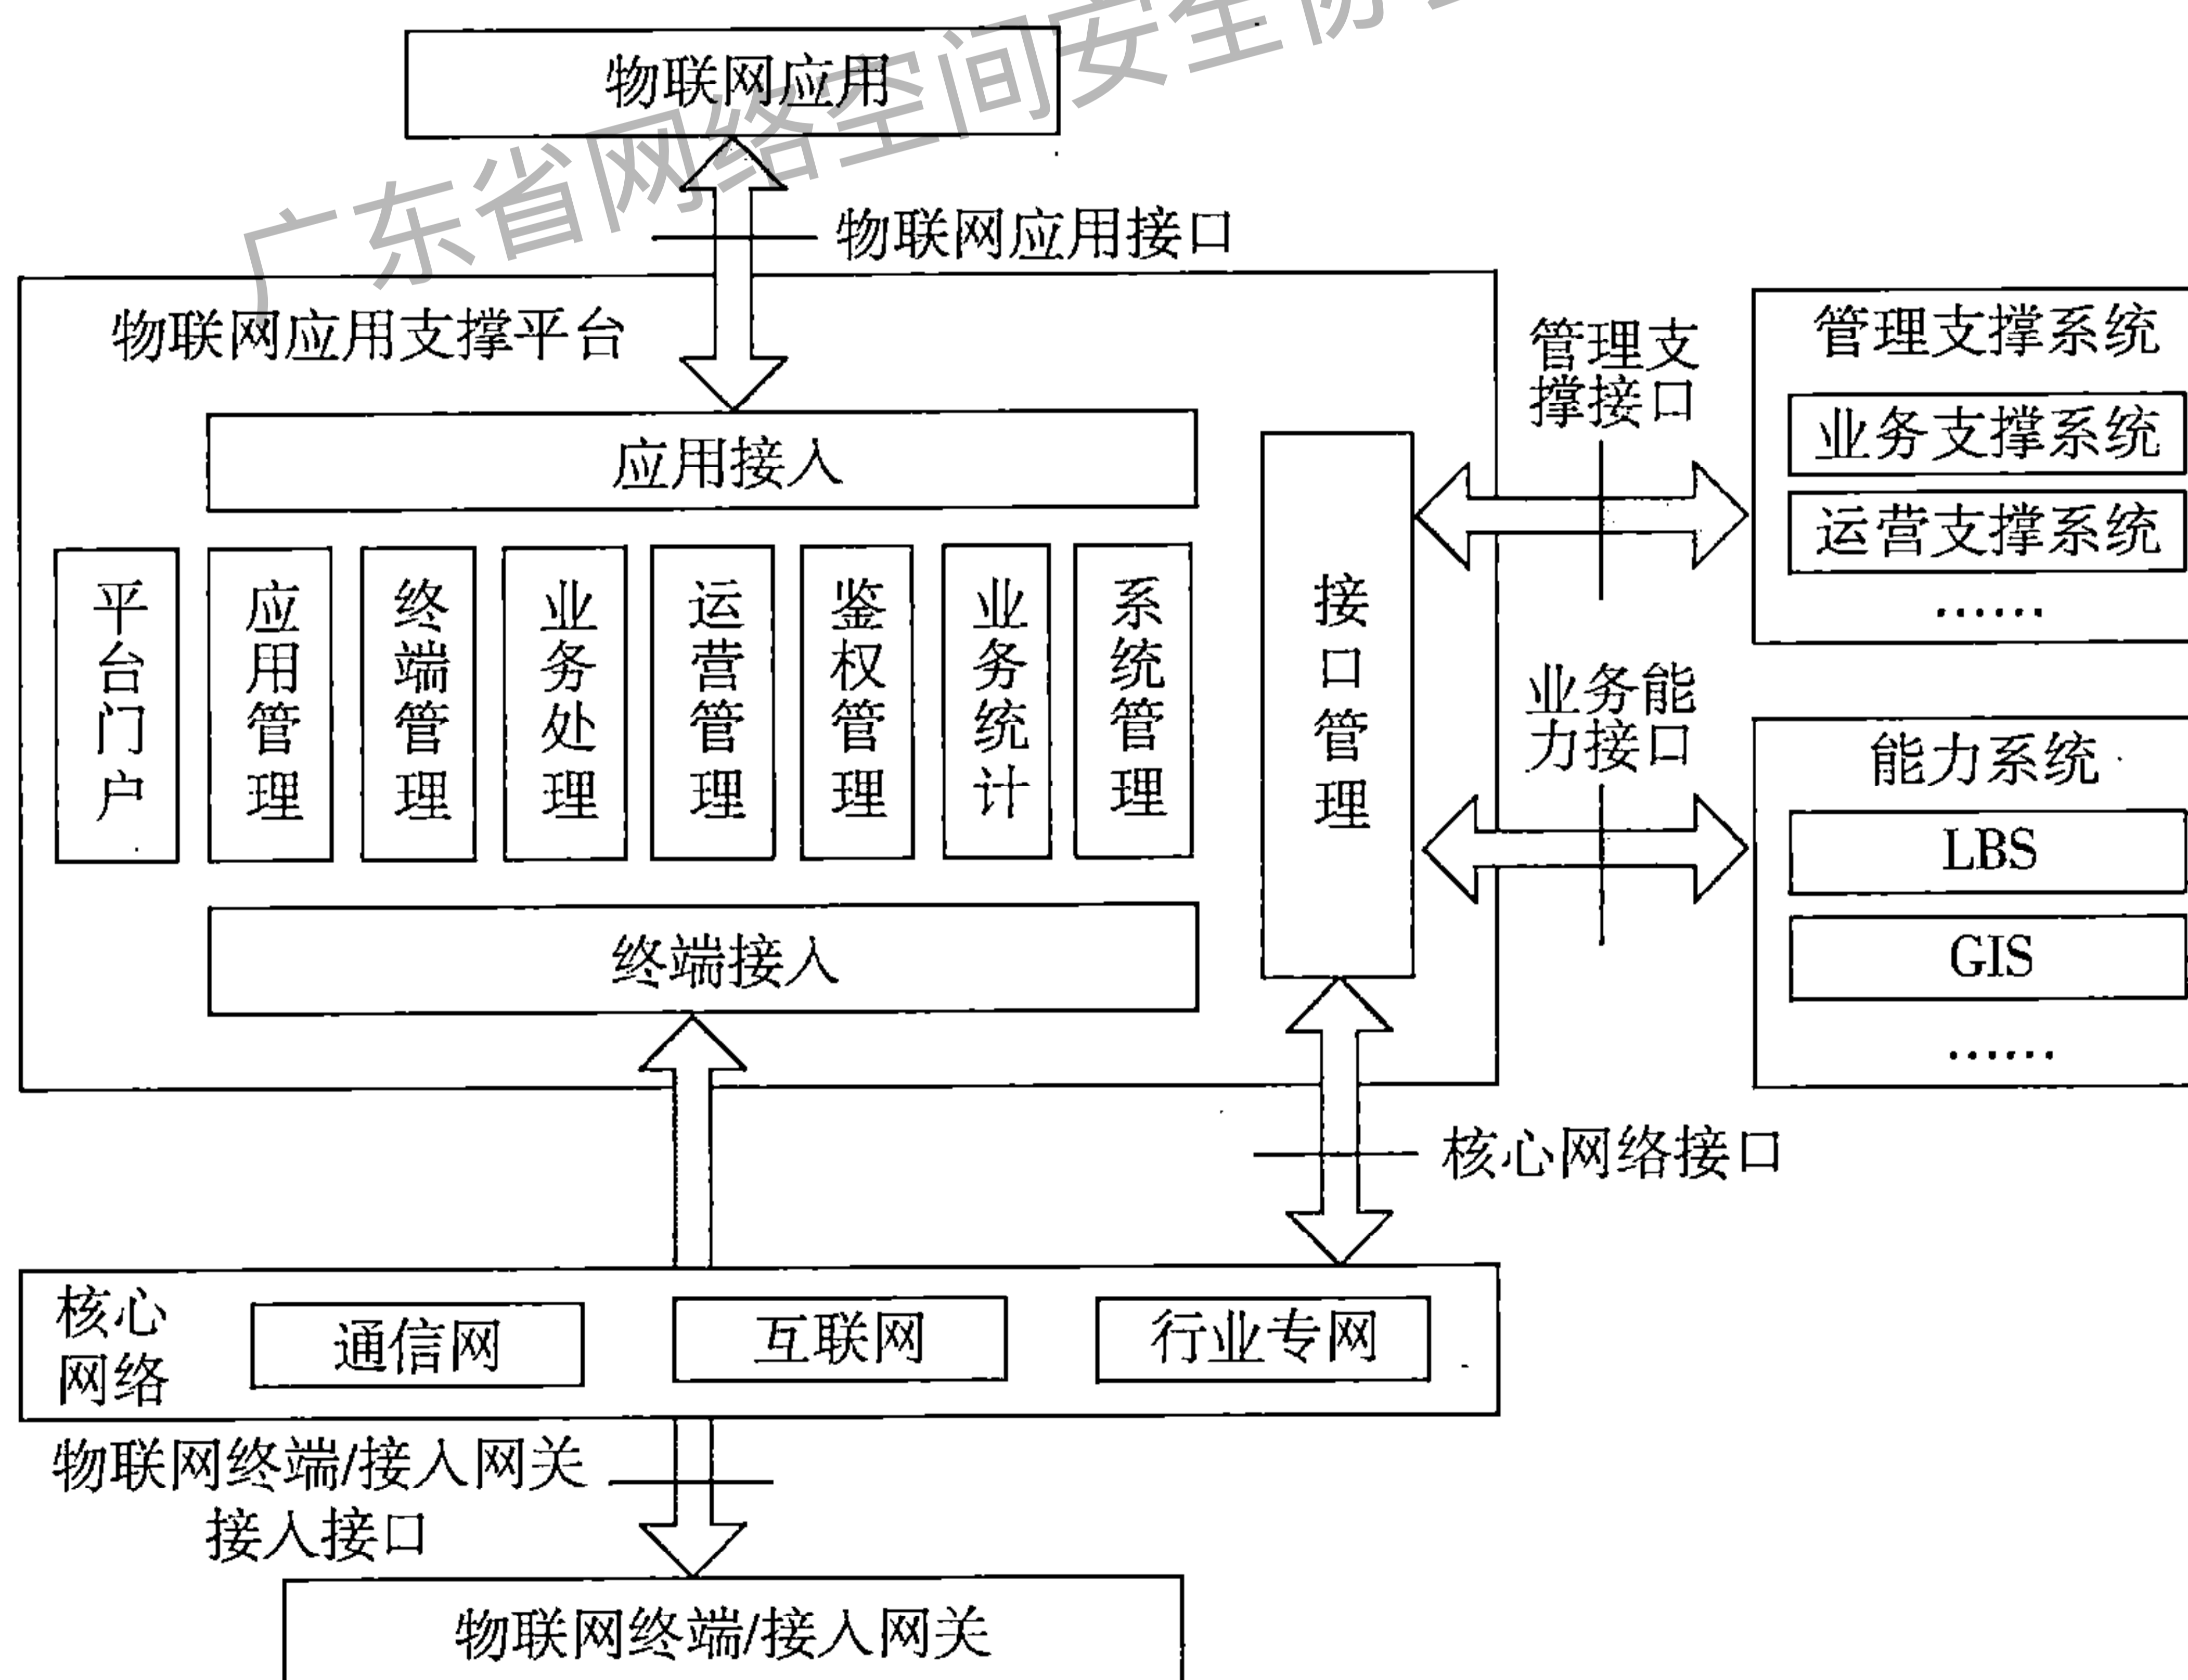 广东省网络空间安全协
物联网应用
物联网应用接口
物联网应用支撑平台
应用接入
平台门户
应用管理
终端管理
业务处理
运营管理
鉴权管理
业务统计
系统管理
接口管理
终端接入
管理支
撑接口
管理支撑系统
业务支撑系统
运营支撑系统
……
业务能
力接口
能力系统
LBS
GIS
……
核心网络接口
核心
网络
通信网
互联网
行业专网
物联网终端/接入网关
接入接口
物联网终端/接入网关